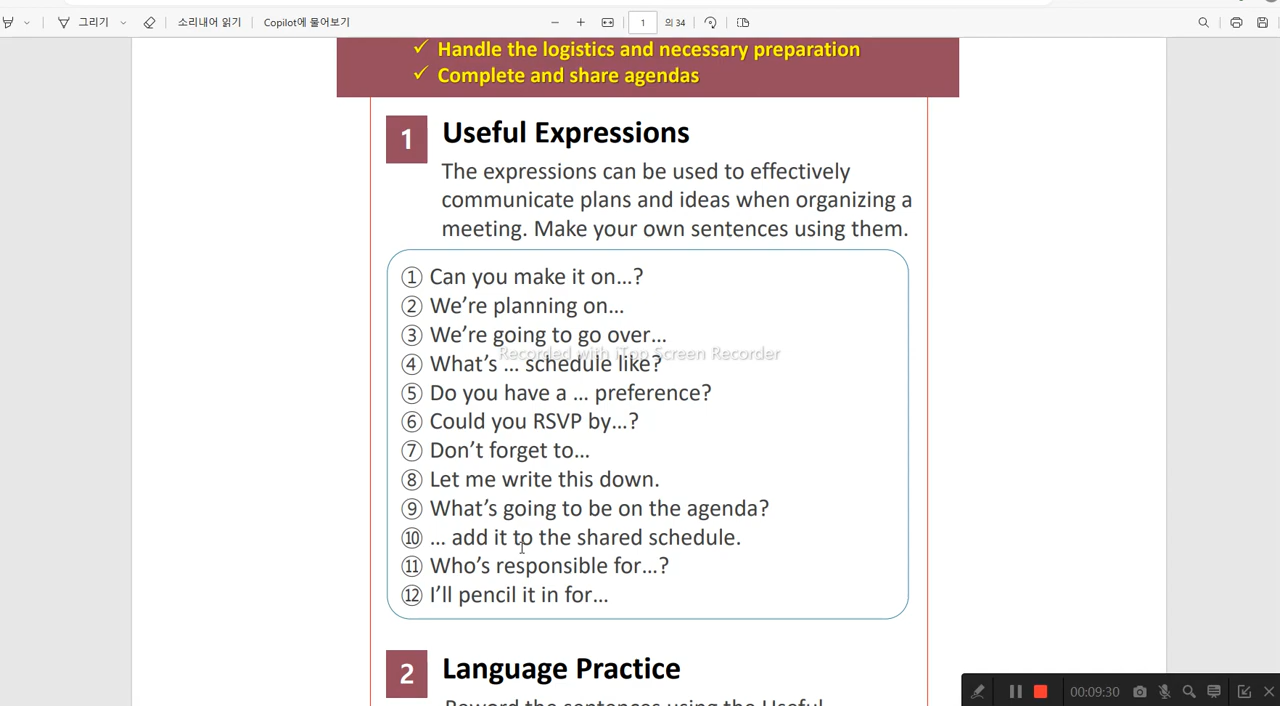 그리기 소리내어 읽기 Copilot에 물어보기 1 의 34
✓ Handle the logistics and necessary preparation
✓ Complete and share agendas
1 Useful Expressions
The expressions can be used to effectively
communicate plans and ideas when organizing a
meeting. Make your own sentences using them.
① Can you make it on...?
② We're planning on...
③ We're going to go over...
Recorded with iTop Screen Recorder
④ What's ... schedule like?
⑤ Do you have a ... preference?
⑥ Could you RSVP by...?
⑦ Don't forget to...
⑧ Let me write this down.
⑨ What's going to be on the agenda?
⑩ ... add it to the shared schedule.
⑪ Who's responsible for...?
⑫ I'll pencil it in for...
2 Language Practice
Reword the sentences using the Useful
00:09:30